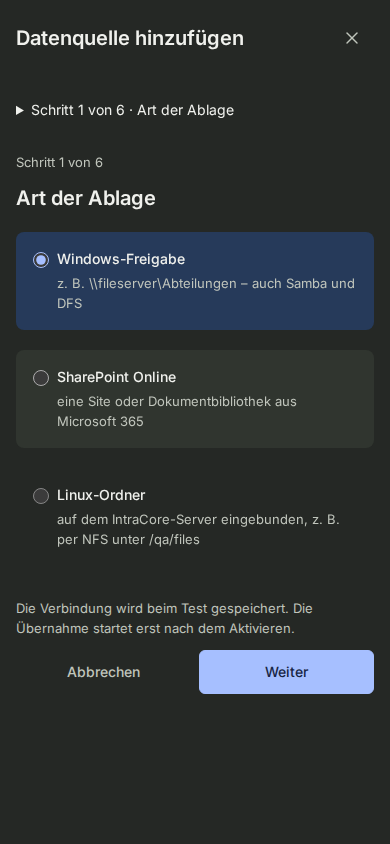 Datenquelle hinzufügen
Schritt 1 von 6 · Art der Ablage
Schritt 1 von 6
Art der Ablage
Windows-Freigabe
z. B. \\fileserver\Abteilungen – auch Samba und
DFS
SharePoint Online
eine Site oder Dokumentbibliothek aus
Microsoft 365
Linux-Ordner
auf dem IntraCore-Server eingebunden, z. B.
per NFS unter /qa/files
Die Verbindung wird beim Test gespeichert. Die
Übernahme startet erst nach dem Aktivieren.
Abbrechen
Weiter